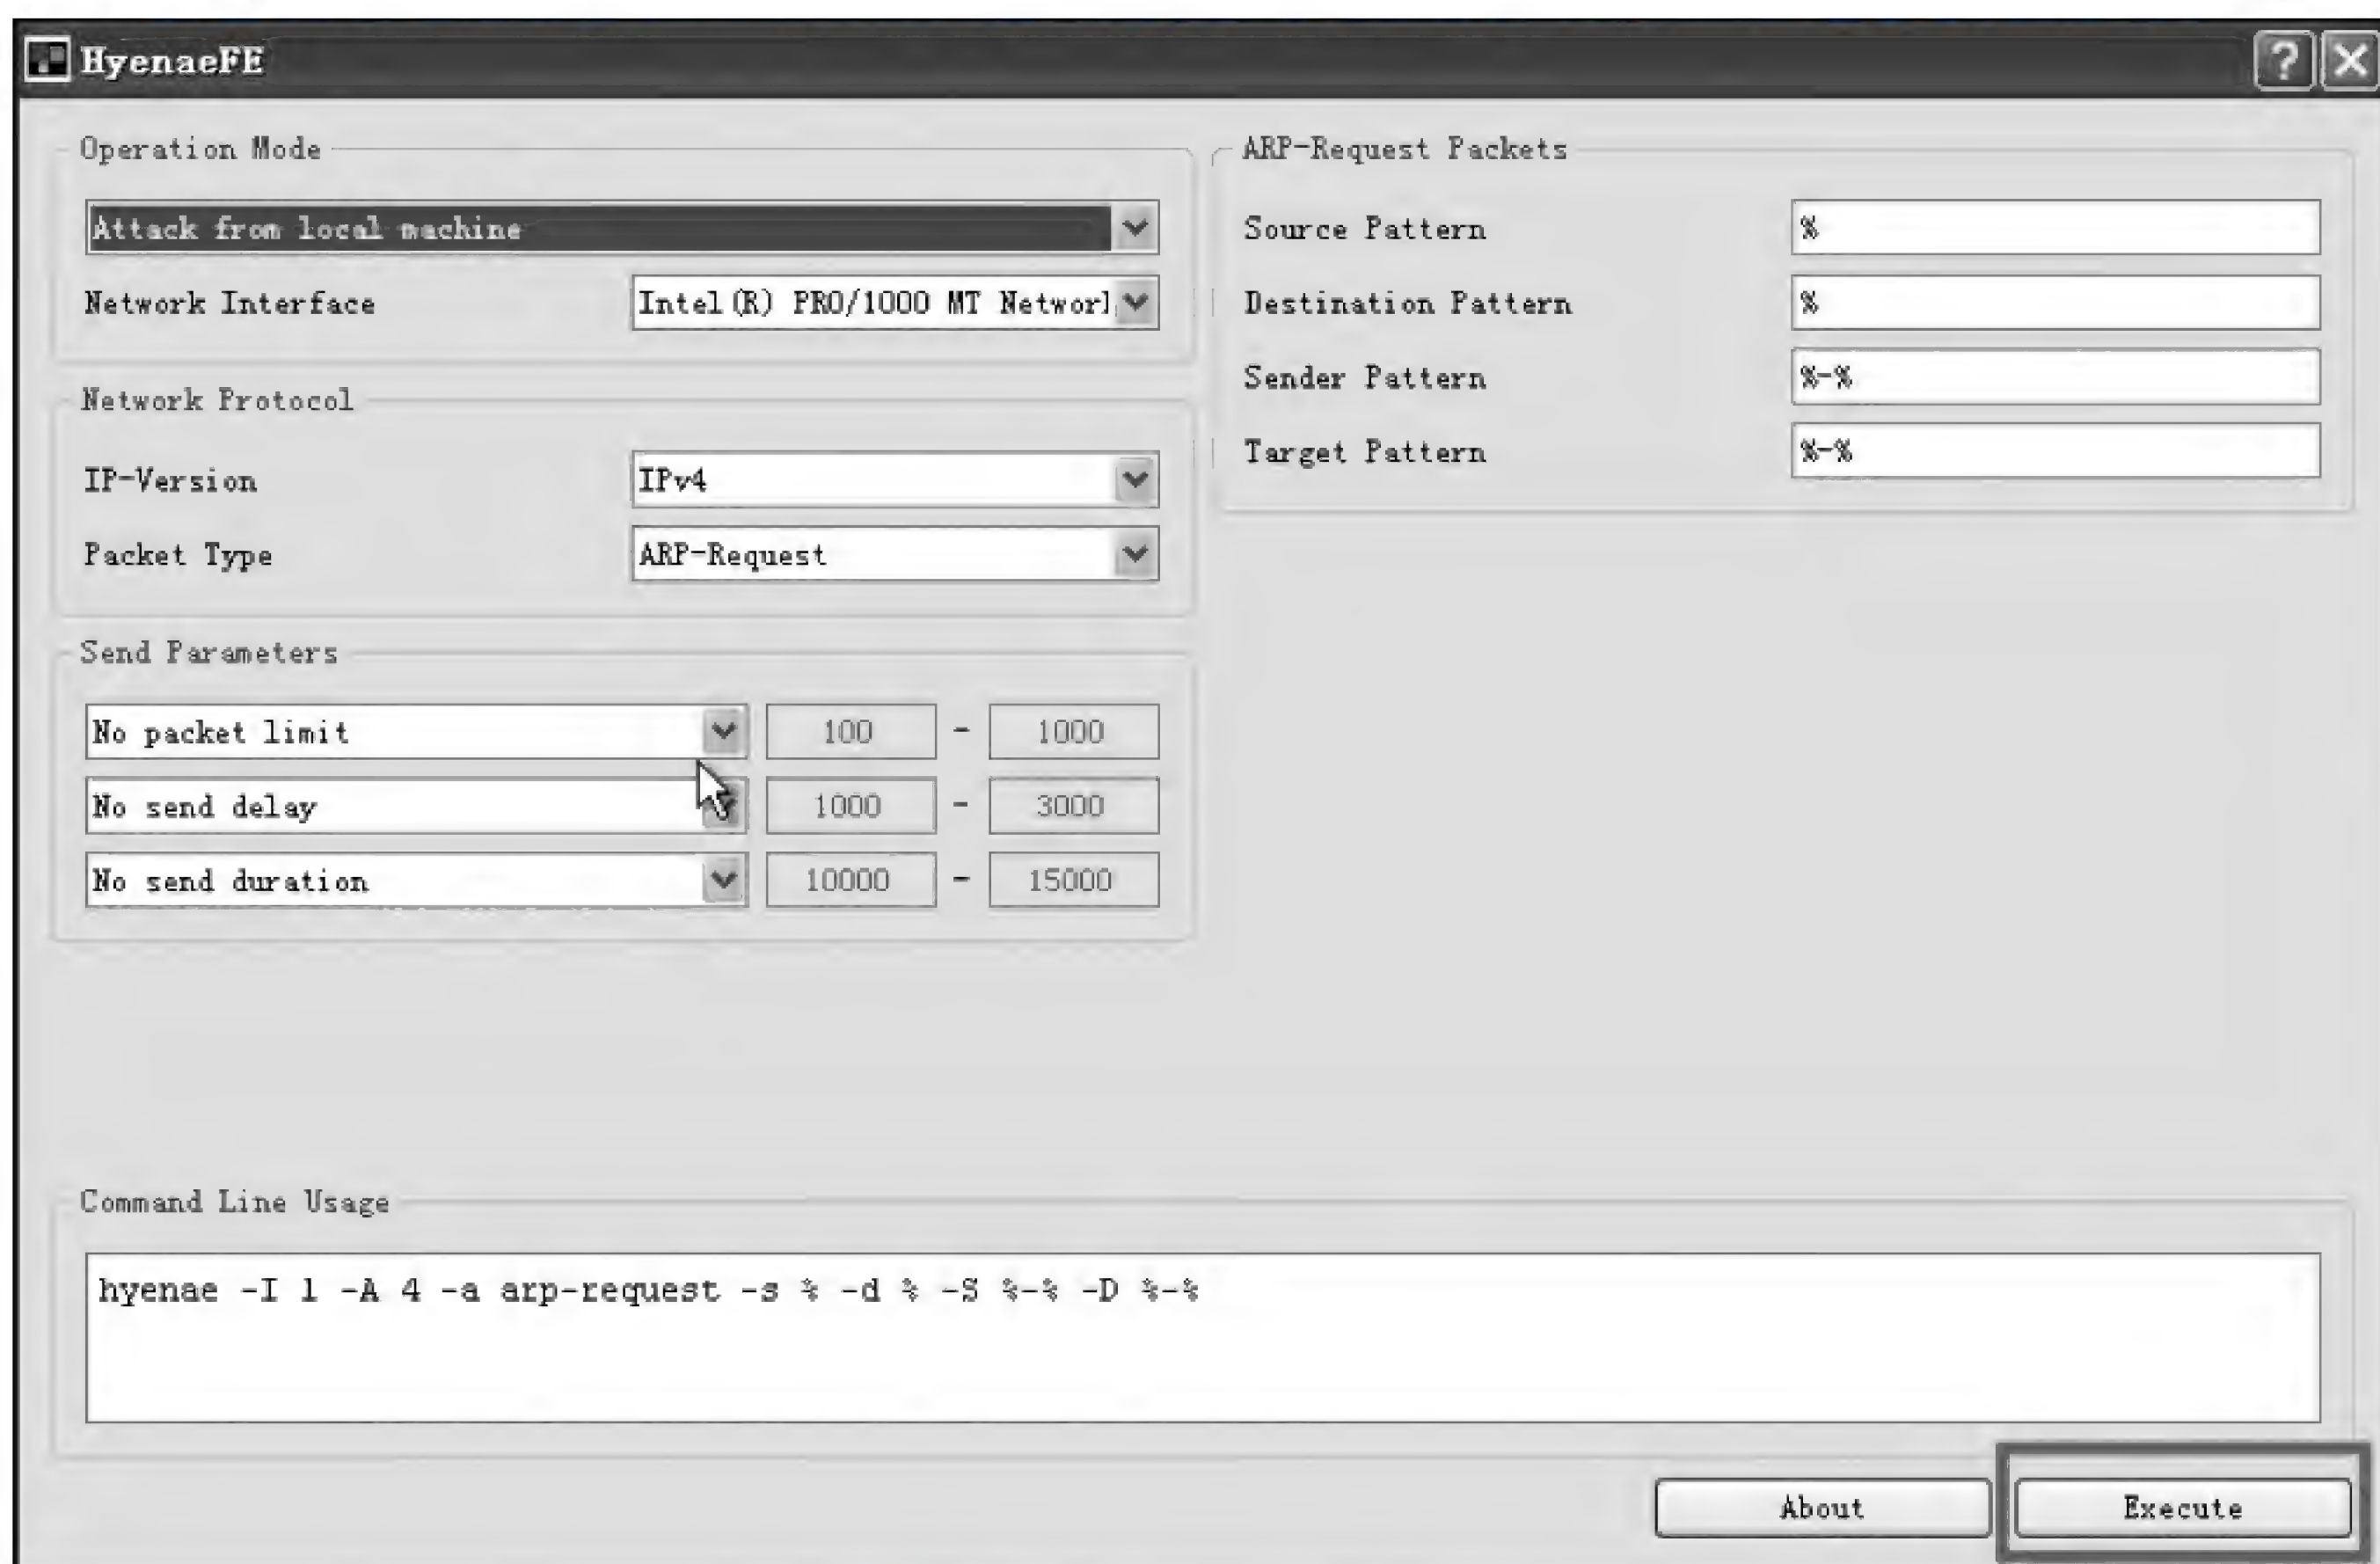 HyenaeFE
Operation Mode
Attack from local machine
Network Interface
Intel(R) PRO/1000 MT Networl
Network Protocol
IP-Version
IPv4
Packet Type
ARP-Request
Send Parameters
No packet limit
100 - 1000
No send delay
1000 - 3000
No send duration
10000 - 15000
ARP-Request Packets
Source Pattern
%
Destination Pattern
%
Sender Pattern
%-%
Target Pattern
%-%
Command Line Usage
hyenae -I 1 -A 4 -a arp-request -s % -d % -S %-% -D %-%
About
Execute